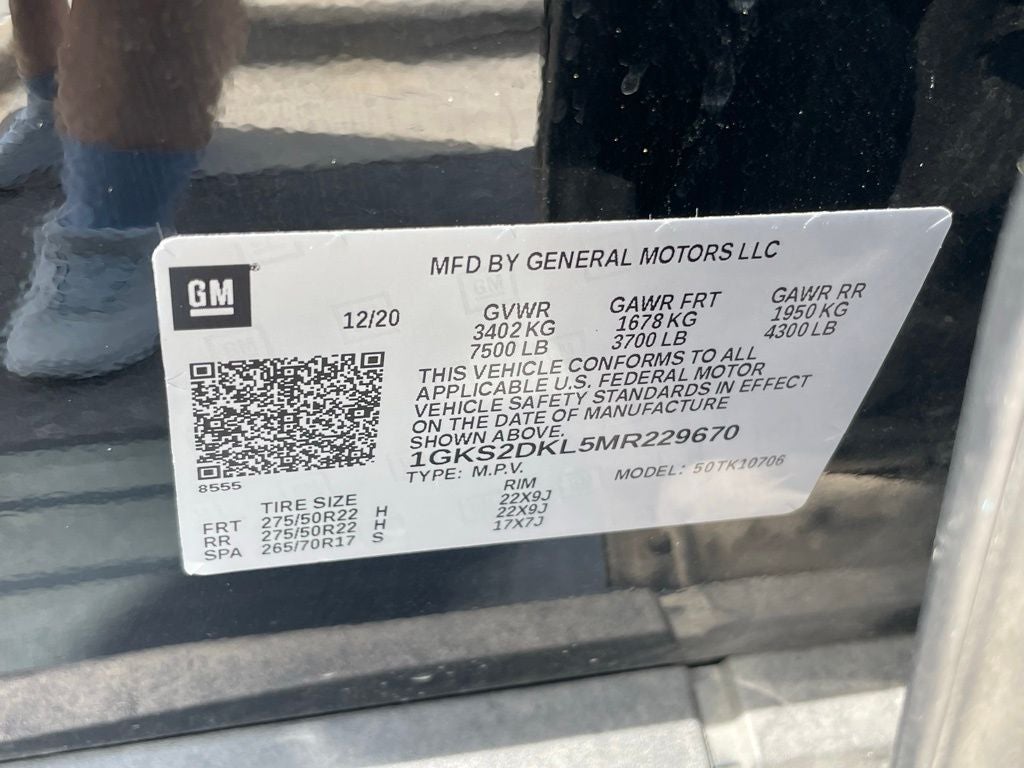 MFD BY GENERAL MOTORS LLC
GM
12/20
GVWR GAWR FRT GAWR RR
3402 KG 1678 KG 1950 KG
7500 LB 3700 LB 4300 LB
THIS VEHICLE CONFORMS TO ALL
APPLICABLE U.S. FEDERAL MOTOR
VEHICLE SAFETY STANDARDS IN EFFECT
ON THE DATE OF MANUFACTURE
SHOWN ABOVE.
1GKS2DKL5MR229670
TYPE: M.P.V. MODEL: 50TK10706
8555
TIRE SIZE RIM
FRT 275/50R22 H 22X9J
RR 275/50R22 H 22X9J
SPA 265/70R17 S 17X7J